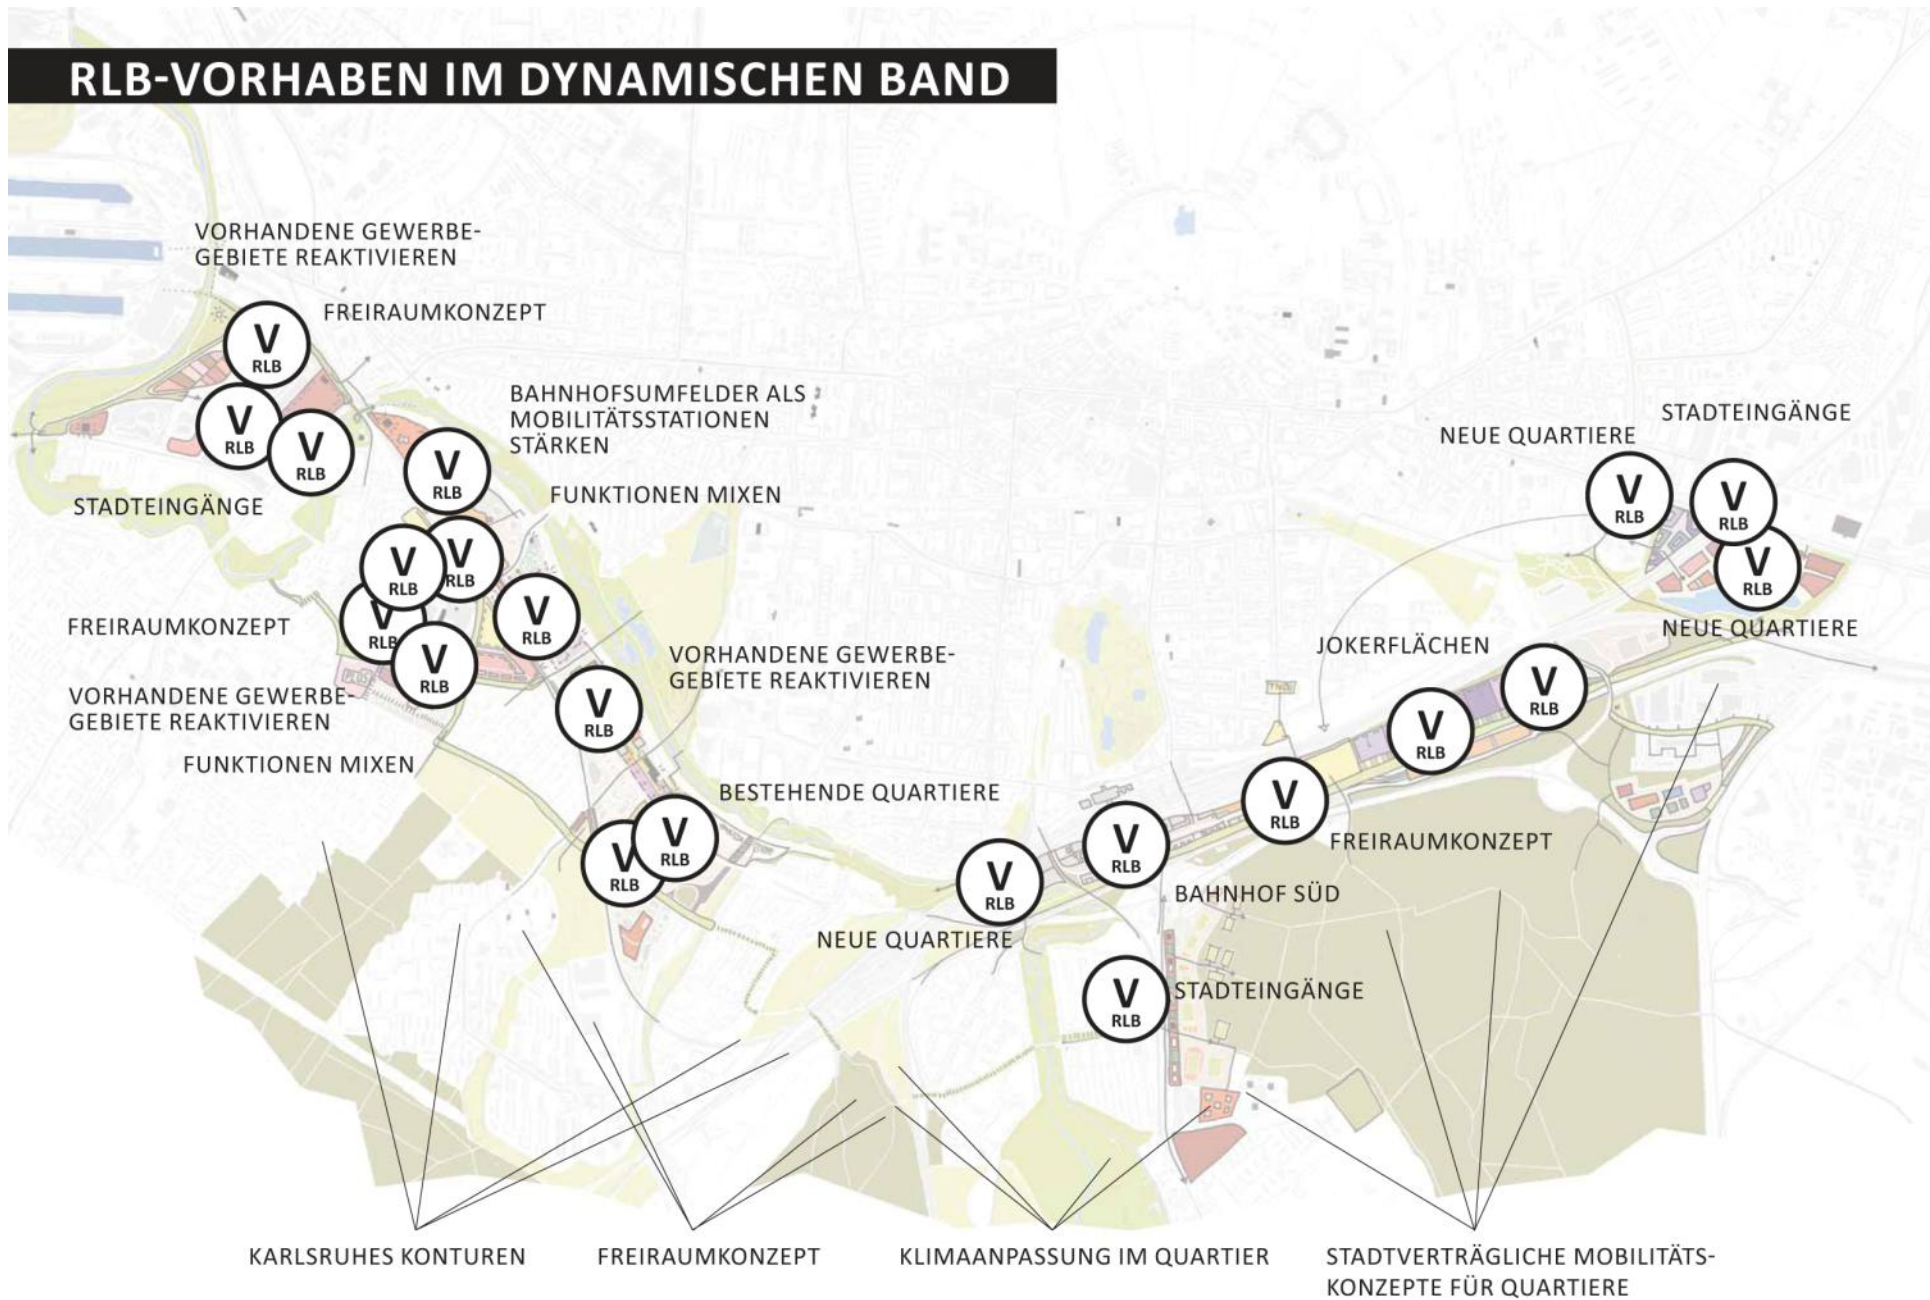 RLB-VORHABEN IM DYNAMISCHEN BAND
VORHANDENE GEWERBE-
GEBIETE REAKTIVIEREN
FREIRAUMKONZEPT
V
RLB
V
RLB
V
RLB
STADTEINGÄNGE
BAHNHOFSUMFELDER ALS
MOBILITÄTSSTATIONEN
STÄRKEN
V
RLB
FUNKTIONEN MIXEN
V
RLB
V
RLB
V
RLB
V
RLB
V
RLB
FREIRAUMKONZEPT
VORHANDENE GEWERBE-
GEBIETE REAKTIVIEREN
FUNKTIONEN MIXEN
VORHANDENE GEWERBE-
GEBIETE REAKTIVIEREN
V
RLB
BESTEHENDE QUARTIERE
V
RLB
V
RLB
STADTEINGÄNGE
NEUE QUARTIERE
V
RLB
V
RLB
V
RLB
NEUE QUARTIERE
JOKERFLÄCHEN
V
RLB
V
RLB
V
RLB
FREIRAUMKONZEPT
V
RLB
BAHNHOF SÜD
V
RLB
NEUE QUARTIERE
V
RLB
STADTEINGÄNGE
KARLSRUHES KONTUREN
FREIRAUMKONZEPT
KLIMAANPASSUNG IM QUARTIER
STADTVERTRÄGLICHE MOBILITÄTS-
KONZEPTE FÜR QUARTIERE